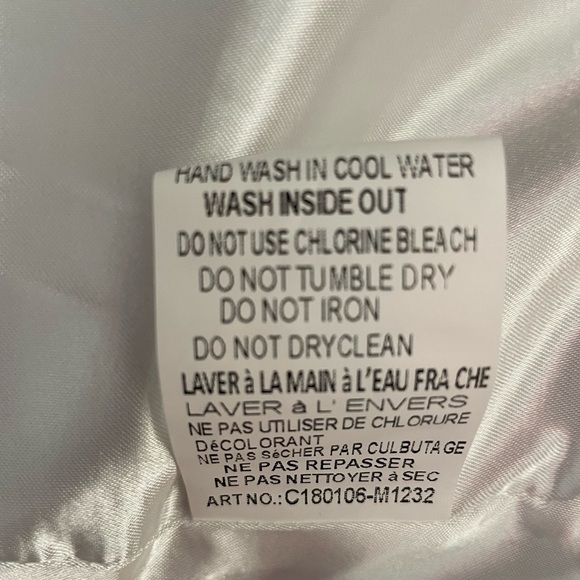 HAND WASH IN COOL WATER
WASH INSIDE OUT
DO NOT USE CHLORINE BLEACH
DO NOT TUMBLE DRY
DO NOT IRON
DO NOT DRYCLEAN
LAVER à LA MAIN à L'EAU FRA CHE
LAVER à L' ENVERS
NE PAS UTILISER DE CHLORURE
DéCOLORANT
NE PAS SéCHER PAR CULBUTAGE
NE PAS REPASSER
NE PAS NETTOYER à SEC
ART NO.: C180106-M1232